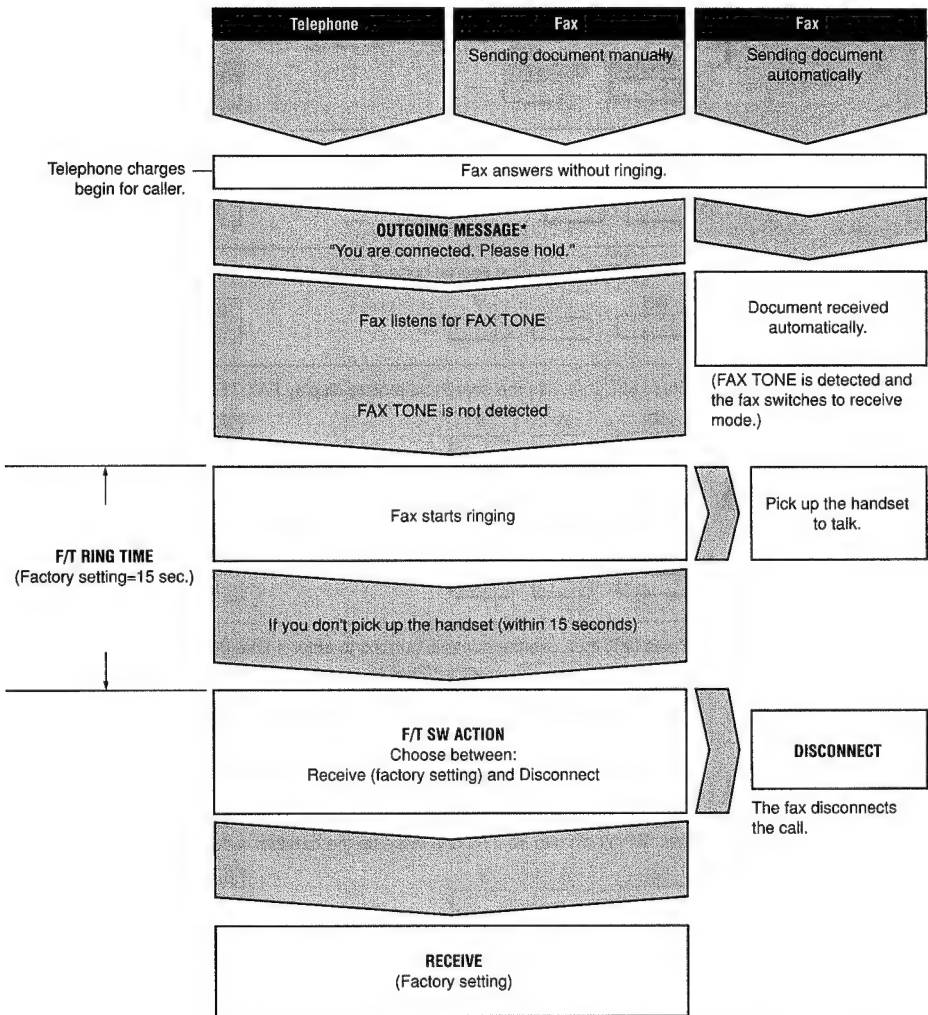 Telephone
Fax
Fax
Sending document manually
Sending document
automatically
Telephone charges
begin for caller.
Fax answers without ringing.
OUTGOING MESSAGE*
"You are connected. Please hold."
Fax listens for FAX TONE
Document received
automatically.
(FAX TONE is detected and
the fax switches to receive
mode.)
FAX TONE is not detected
Fax starts ringing
Pick up the handset
to talk.
F/T RING TIME
(Factory setting=15 sec.)
If you don't pick up the handset (within 15 seconds)
F/T SW ACTION
Choose between:
Receive (factory setting) and Disconnect
DISCONNECT
The fax disconnects
the call.
RECEIVE
(Factory setting)